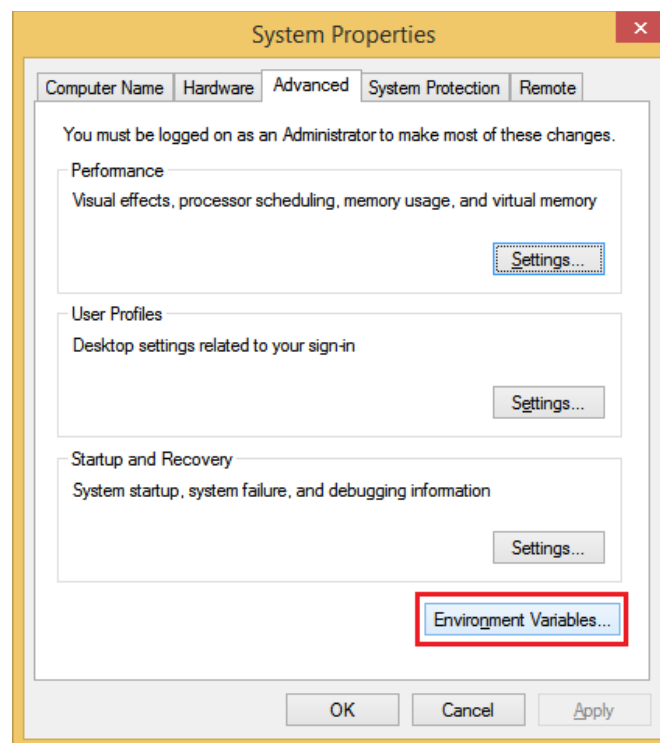 System Properties
Computer Name Hardware Advanced System Protection Remote
You must be logged on as an Administrator to make most of these changes.
Performance
Visual effects, processor scheduling, memory usage, and virtual memory
Settings...
User Profiles
Desktop settings related to your sign-in
Settings...
Startup and Recovery
System startup, system failure, and debugging information
Settings...
Environment Variables...
OK Cancel Apply